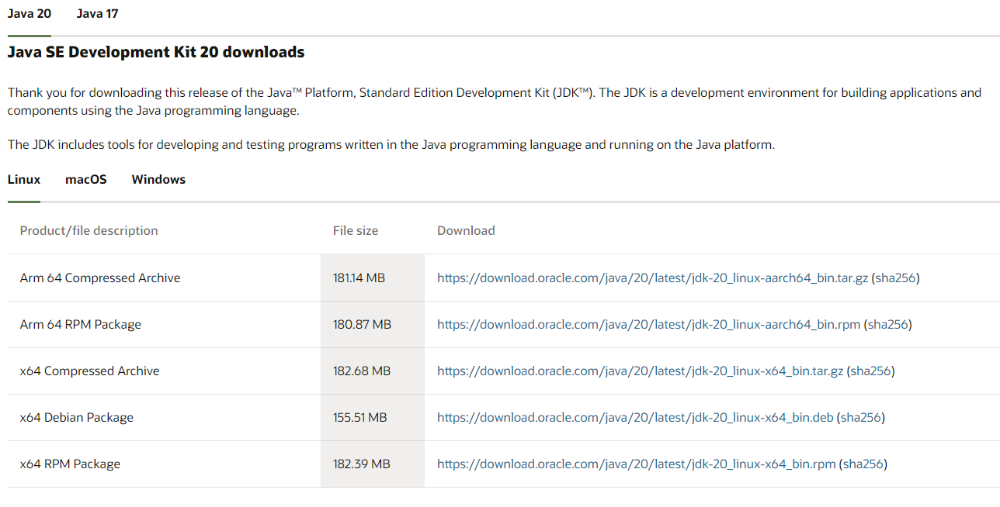 Java 20 Java 17
Java SE Development Kit 20 downloads
Thank you for downloading this release of the Java™ Platform, Standard Edition Development Kit (JDK™). The JDK is a development environment for building applications and
components using the Java programming language.
The JDK includes tools for developing and testing programs written in the Java programming language and running on the Java platform.
Linux macOS Windows
Product/file description File size Download
Arm 64 Compressed Archive 181.14 MB https://download.oracle.com/java/20/latest/jdk-20_linux-aarch64_bin.tar.gz (sha256)
Arm 64 RPM Package 180.87 MB https://download.oracle.com/java/20/latest/jdk-20_linux-aarch64_bin.rpm (sha256)
x64 Compressed Archive 182.68 MB https://download.oracle.com/java/20/latest/jdk-20_linux-x64_bin.tar.gz (sha256)
x64 Debian Package 155.51 MB https://download.oracle.com/java/20/latest/jdk-20_linux-x64_bin.deb (sha256)
x64 RPM Package 182.39 MB https://download.oracle.com/java/20/latest/jdk-20_linux-x64_bin.rpm (sha256)